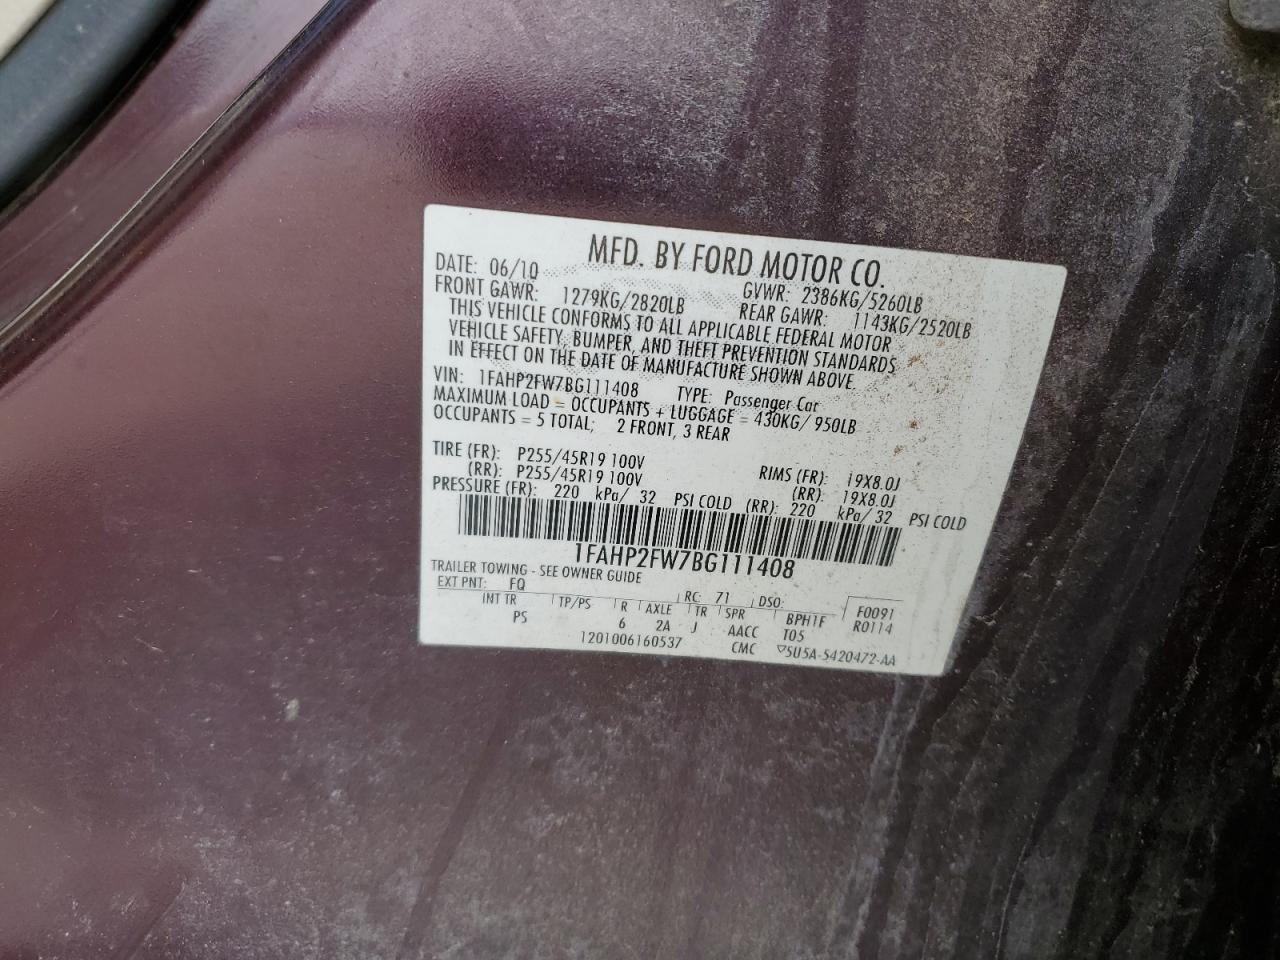 MFD. BY FORD MOTOR CO.
DATE: 06/10 GVWR: 2386KG/5260LB
FRONT GAWR: 1279KG/2820LB REAR GAWR: 1143KG/2520LB
THIS VEHICLE CONFORMS TO ALL APPLICABLE FEDERAL MOTOR
VEHICLE SAFETY, BUMPER, AND THEFT PREVENTION STANDARDS
IN EFFECT ON THE DATE OF MANUFACTURE SHOWN ABOVE.
VIN: 1FAHP2FW7BG111408 TYPE: Passenger Car
MAXIMUM LOAD = OCCUPANTS + LUGGAGE = 430KG/ 950LB
OCCUPANTS = 5 TOTAL; 2 FRONT, 3 REAR
TIRE (FR): P255/45R19 100V RIMS (FR): 19X8.0J
(RR): P255/45R19 100V (RR): 19X8.0J
PRESSURE (FR): 220 kPa/ 32 PSI COLD (RR): 220 kPa/ 32 PSI COLD
1FAHP2FW7BG111408
TRAILER TOWING - SEE OWNER GUIDE
EXT PNT: FQ RC: 71 DSO: F0091
INT TR TP/PS R AXLE TR SPR BPH1F R0114
PS 6 2A J AACC T05
1201006160537 CMC ▽5U5A-5420472-AA